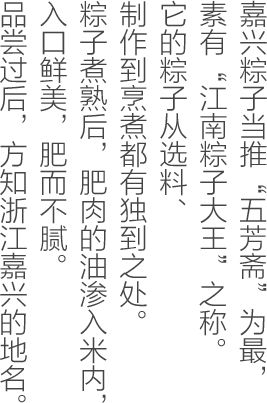 嘉兴粽子当推“五芳斋”为最，
素有“江南粽子大王”之称。
它的粽子从选料、
制作到烹煮都有独到之处。
粽子煮熟后，肥肉的油渗入米内，
入口鲜美，肥而不腻。
品尝过后，方知浙江嘉兴的地名。